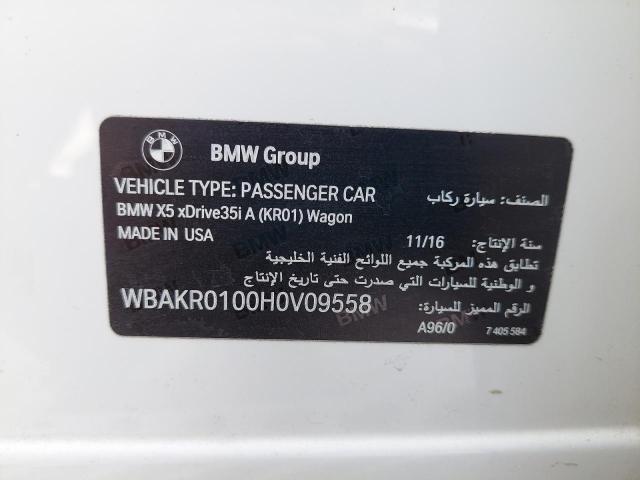 BMW
BMW Group
VEHICLE TYPE: PASSENGER CAR
الصنف: سيارة ركاب
BMW X5 xDrive35i A (KR01) Wagon
MADE IN USA
سنة الإنتاج: 11/16
تطابق هذه المركبة جميع اللوائح الفنية الخليجية
و الوطنية للسيارات التي صدرت حتى تاريخ الإنتاج
WBAKR0100H0V09558
الرقم المميز للسيارة:
A96/0
7 405 584